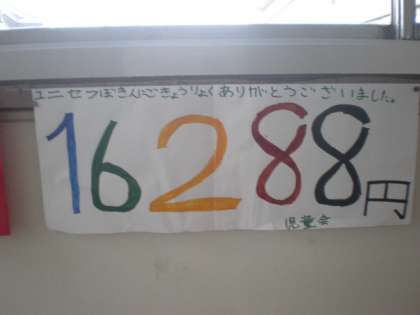 ユニセフぼきんごきょうりょくありがとうございました。
16288円
児童会